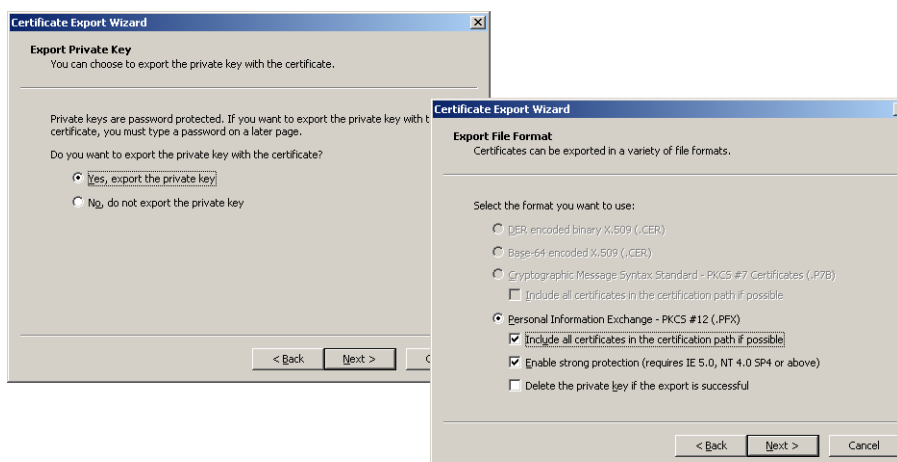 Certificate Export Wizard
Export Private Key
You can choose to export the private key with the certificate.
Private keys are password protected. If you want to export the private key with
certificate, you must type a password on a later page.
Do you want to export the private key with the certificate?
Yes, export the private key
No, do not export the private key
< Back
Next >
Certificate Export Wizard
Export File Format
Certificates can be exported in a variety of file formats.
Select the format you want to use:
DER encoded binary X.509 (.CER)
Base-64 encoded X.509 (.CER)
Cryptographic Message Syntax Standard - PKCS #7 Certificates (.P7B)
Include all certificates in the certification path if possible
Personal Information Exchange - PKCS #12 (.PFX)
Include all certificates in the certification path if possible
Enable strong protection (requires IE 5.0, NT 4.0 SP4 or above)
Delete the private key if the export is successful
< Back
Next >
Cancel